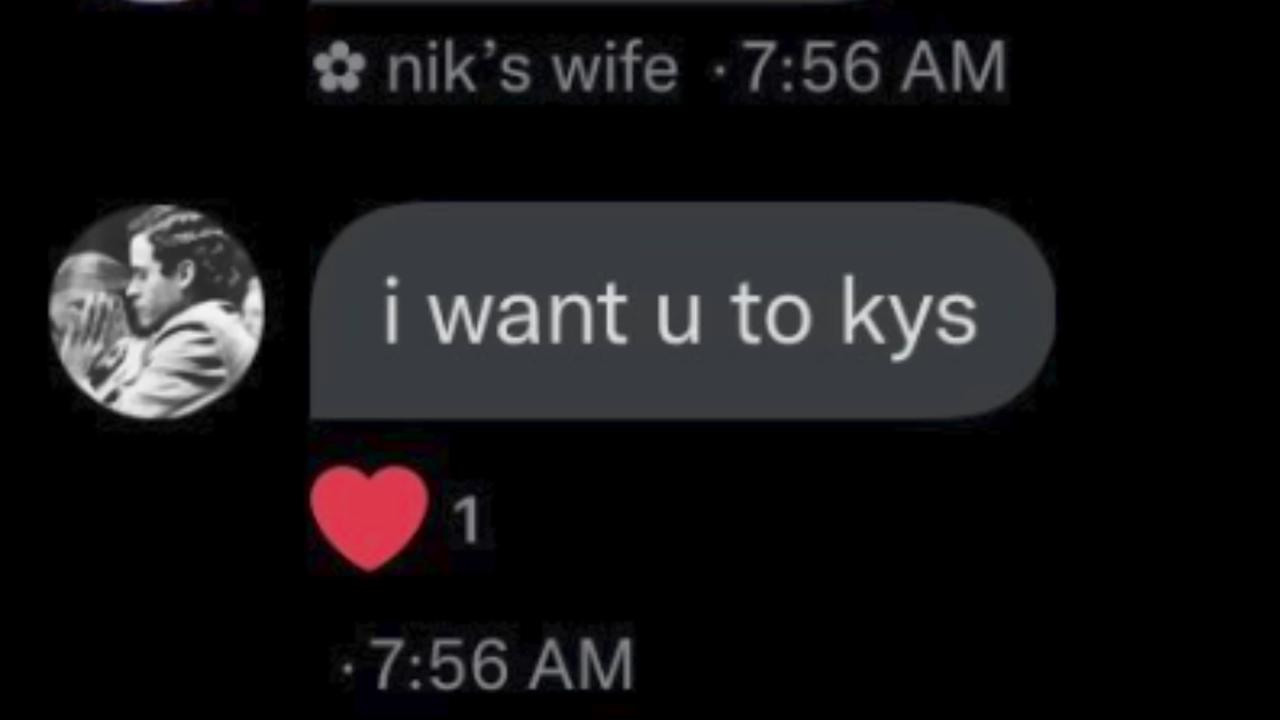 ✿ nik’s wife · 7:56 AM
i want u to kys
❤️ 1
· 7:56 AM